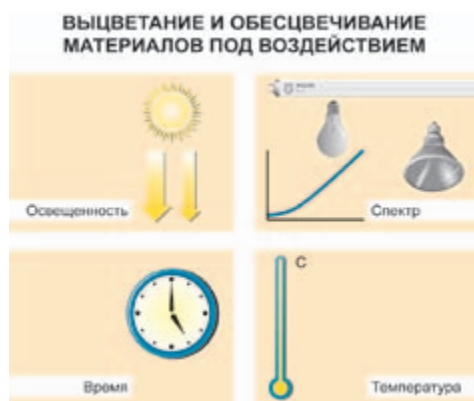 ВЫЦВЕТАНИЕ И ОБЕСЦВЕЧИВАНИЕ
МАТЕРИАЛОВ ПОД ВОЗДЕЙСТВИЕМ
Освещенность
Спектр
C
Время
Температура